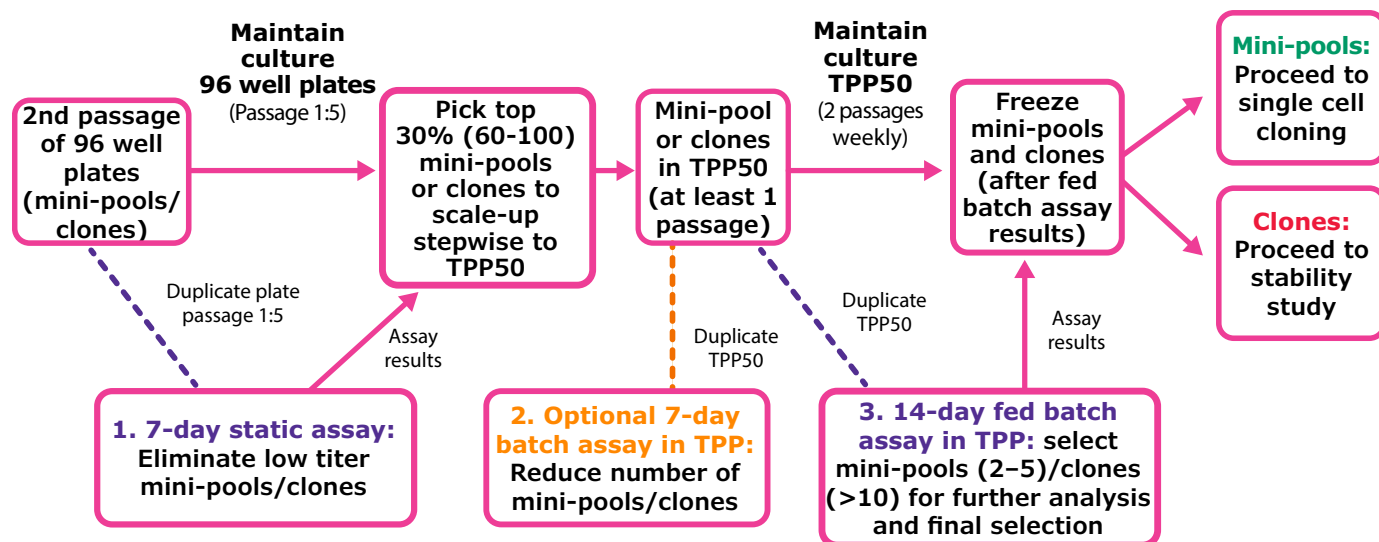 Maintain
culture
96 well plates
(Passage 1:5)
Maintain
culture
TPP50
(2 passages
weekly)
2nd passage
of 96 well
plates
(mini-pools/
clones)
Pick top
30% (60-100)
mini-pools
or clones to
scale-up
stepwise to
TPP50
Mini-pool
or clones
in TPP50
(at least 1
passage)
Freeze
mini-pools
and clones
(after fed
batch assay
results)
Mini-pools:
Proceed to
single cell
cloning
Clones:
Proceed to
stability
study
Duplicate plate
passage 1:5
Assay
results
Duplicate
TPP50
Duplicate
TPP50
Assay
results
1. 7-day static assay:
Eliminate low titer
mini-pools/clones
2. Optional 7-day
batch assay in TPP:
Reduce number of
mini-pools/clones
3. 14-day fed batch
assay in TPP: select
mini-pools (2–5)/clones
(>10) for further analysis
and final selection